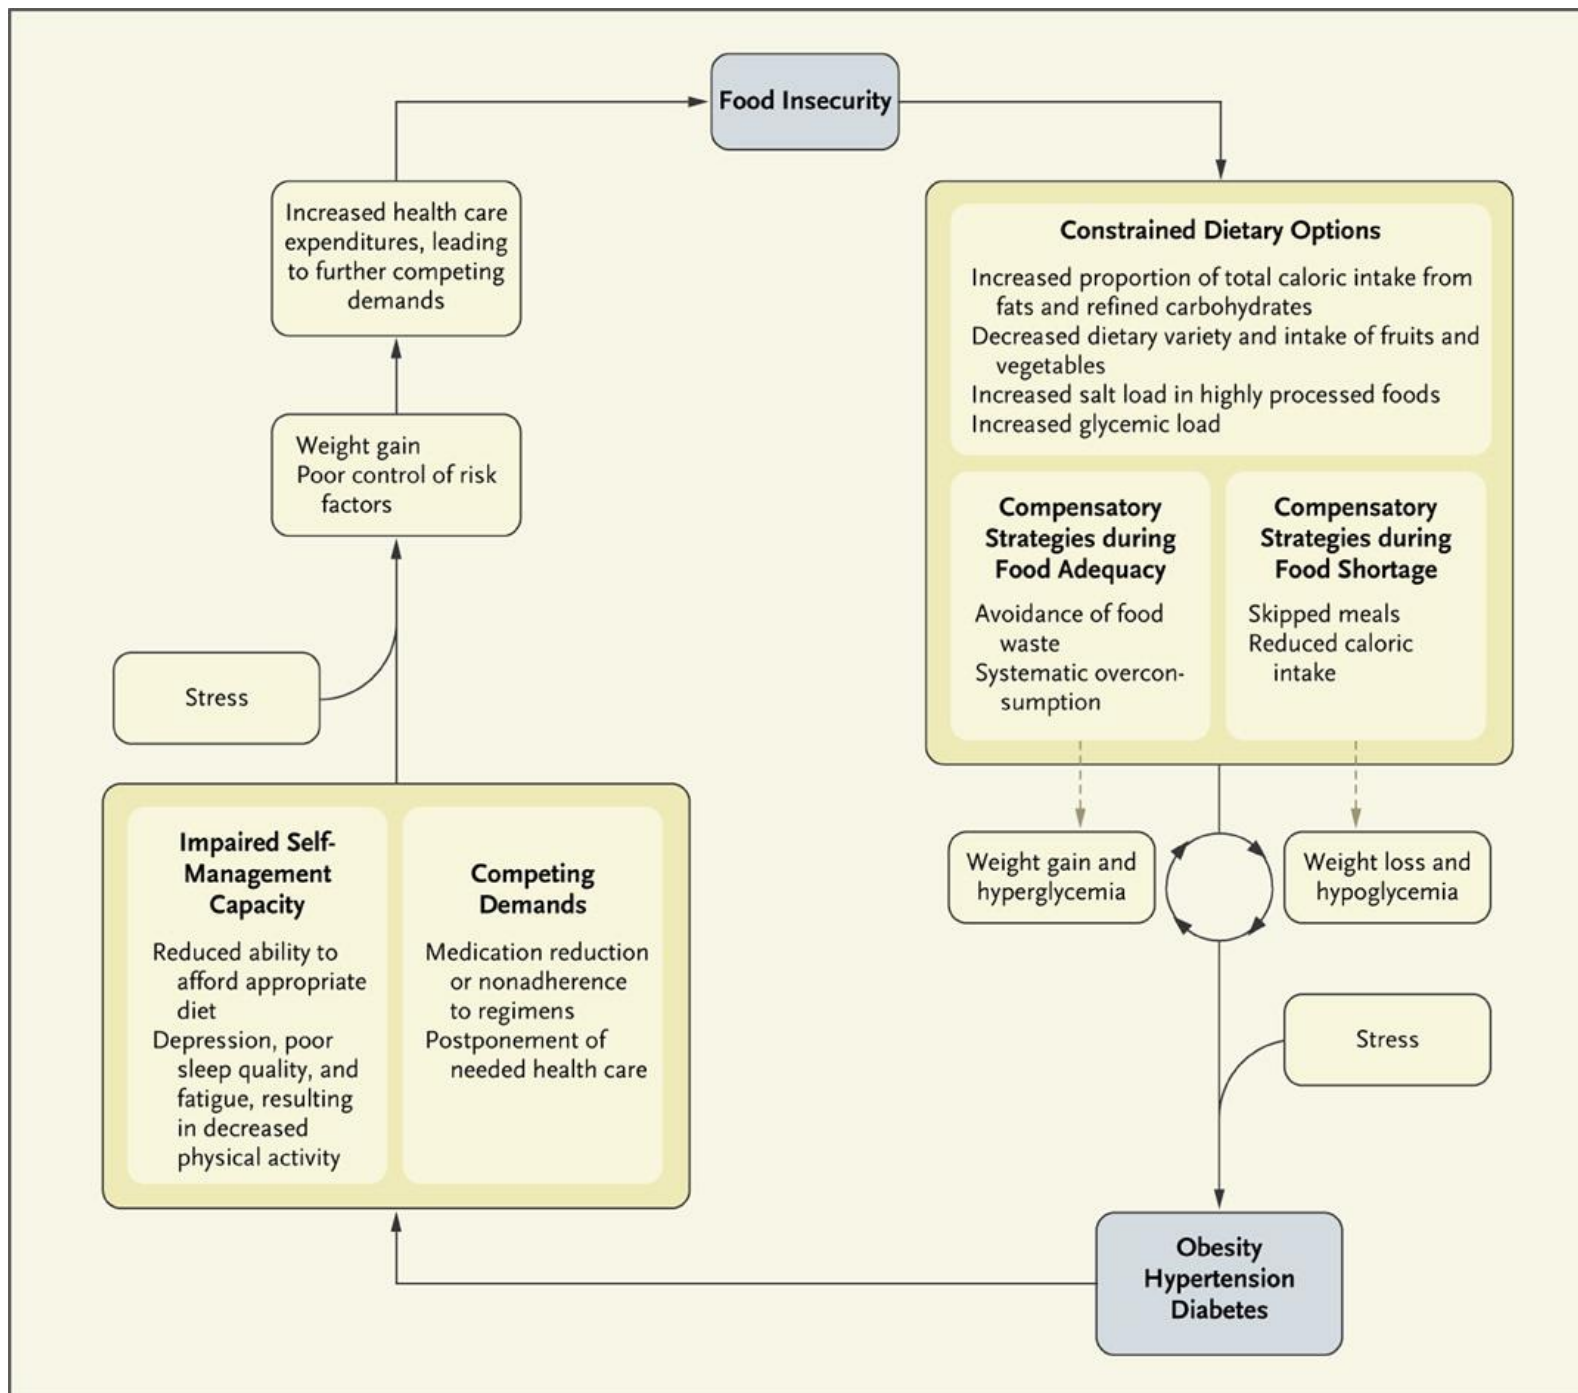 Food Insecurity
Increased health care
expenditures, leading
to further competing
demands
Constrained Dietary Options
Increased proportion of total caloric intake from
fats and refined carbohydrates
Decreased dietary variety and intake of fruits and
vegetables
Increased salt load in highly processed foods
Increased glycemic load
Weight gain
Poor control of risk
factors
Compensatory
Strategies during
Food Adequacy
Avoidance of food
waste
Systematic overcon-
sumption
Compensatory
Strategies during
Food Shortage
Skipped meals
Reduced caloric
intake
Stress
Weight gain and
hyperglycemia
Weight loss and
hypoglycemia
Impaired Self-
Management
Capacity
Reduced ability to
afford appropriate
diet
Depression, poor
sleep quality, and
fatigue, resulting
in decreased
physical activity
Competing
Demands
Medication reduction
or nonadherence
to regimens
Postponement of
needed health care
Stress
Obesity
Hypertension
Diabetes